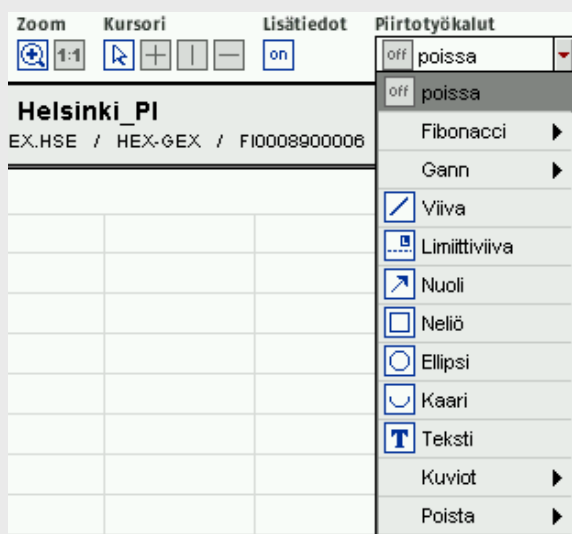 Zoom Kursori Lisätiedot Piirtotyökalut
1:1 on off poissa
off poissa
Helsinki_PI
EX.HSE / HEX-GEX / FI0008900006
Fibonacci
Gann
Viiva
Limiittiviiva
Nuoli
Neliö
Ellipsi
Kaari
T Teksti
Kuviot
Poista